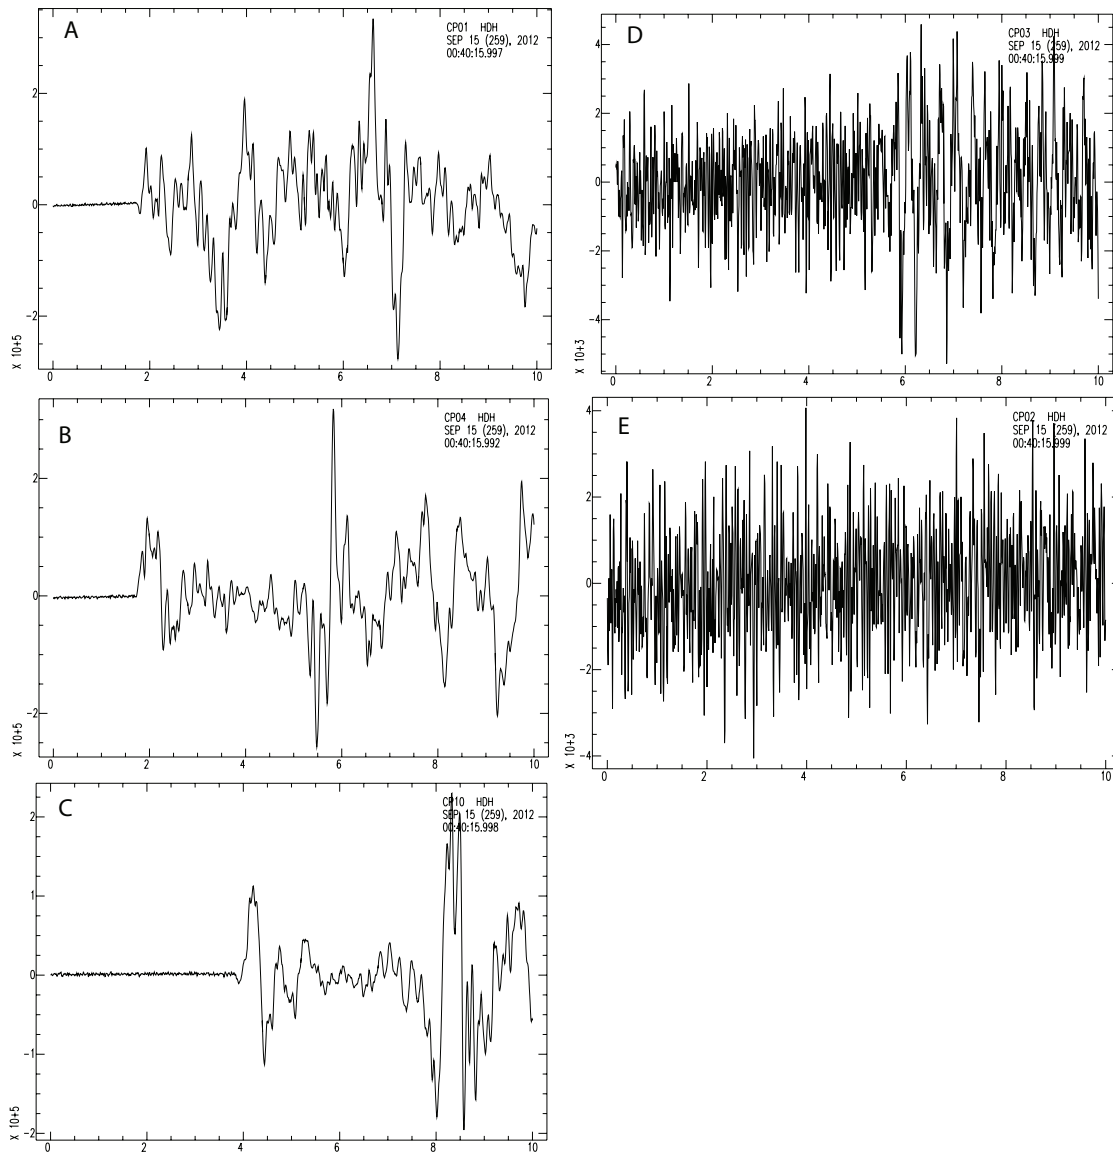 A
CP01 HDH
SEP 15 (259), 2012
00:40:15.997
2
0
-2
X 10+5
0 2 4 6 8 10
B
CP04 HDH
SEP 15 (259), 2012
00:40:15.992
2
0
-2
X 10+5
0 2 4 6 8 10
C
CP10 HDH
SEP 15 (259), 2012
00:40:15.998
2
1
0
-1
-2
X 10+5
0 2 4 6 8 10
D
CP03 HDH
SEP 15 (259), 2012
00:40:15.999
4
2
0
-2
-4
X 10+3
0 2 4 6 8 10
E
CP02 HDH
SEP 15 (259), 2012
00:40:15.999
4
2
0
-2
-4
X 10+3
0 2 4 6 8 10